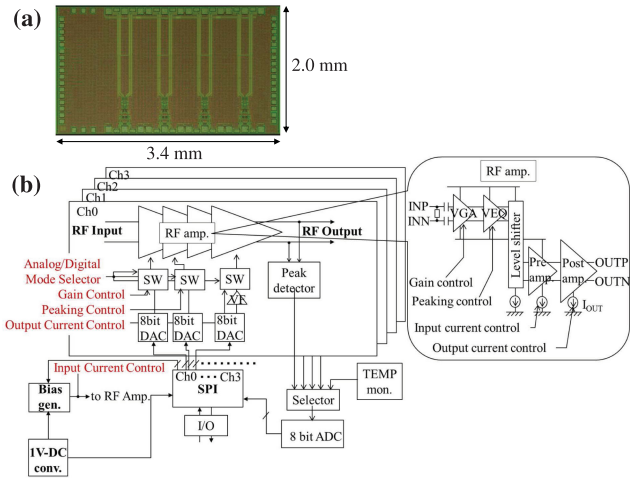 (a)
2.0 mm
3.4 mm
(b)
Ch3
Ch2
Ch1
Ch0
RF Input
RF amp.
RF Output
Analog/Digital
Mode Selector
Gain Control
Peaking Control
Output Current Control
SW
SW
SW
8bit
DAC
8bit
DAC
8bit
DAC
Peak
detector
Input Current Control
Ch0
Ch3
SPI
Bias
gen.
to RF Amp.
I/O
1V-DC
conv.
TEMP
mon.
Selector
8 bit ADC
RF amp.
INP
INN
VGA
VEQ
Level shifter
Pre
amp.
Post
amp.
OUTP
OUTN
Gain control
Peaking control
IOUT
Input current control
Output current control